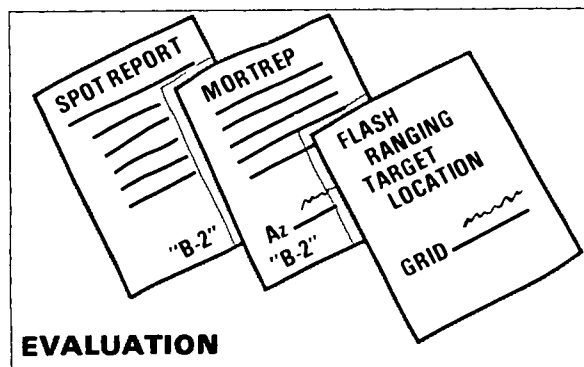 SPOT REPORT
"B-2"
MORTREP
Az
"B-2"
FLASH
RANGING
TARGET
LOCATION
GRID
EVALUATION